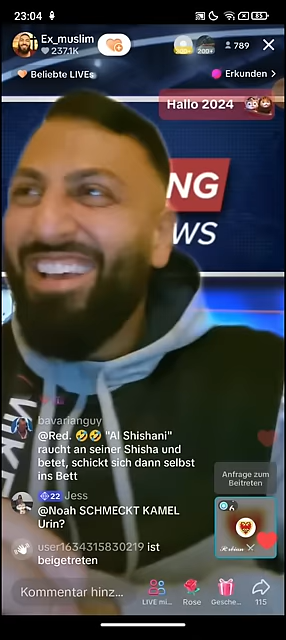 23:04
85
Ex_muslim
237.1K
200+
789
Beliebte LIVEs
Erkunden >
Hallo 2024
NG
WS
bavarianguy
@Red. 🤣🤣 "Al Shishani"
raucht an seiner Shisha und
betet, schickt sich dann selbst
ins Bett
22 Jess
@Noah SCHMECKT KAMEL
Urin?
user1634315830219 ist
beigetreten
Anfrage zum
Beitreten
Kommentar hinz...
LIVE mi...
Rose
Gesche...
115